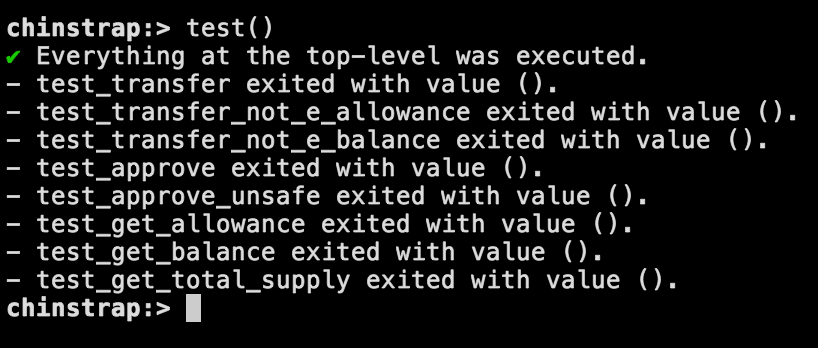 chinstrap:> test()
✔ Everything at the top-level was executed.
- test_transfer exited with value ().
- test_transfer_not_e_allowance exited with value ().
- test_transfer_not_e_balance exited with value ().
- test_approve exited with value ().
- test_approve_unsafe exited with value ().
- test_get_allowance exited with value ().
- test_get_balance exited with value ().
- test_get_total_supply exited with value ().
chinstrap:>